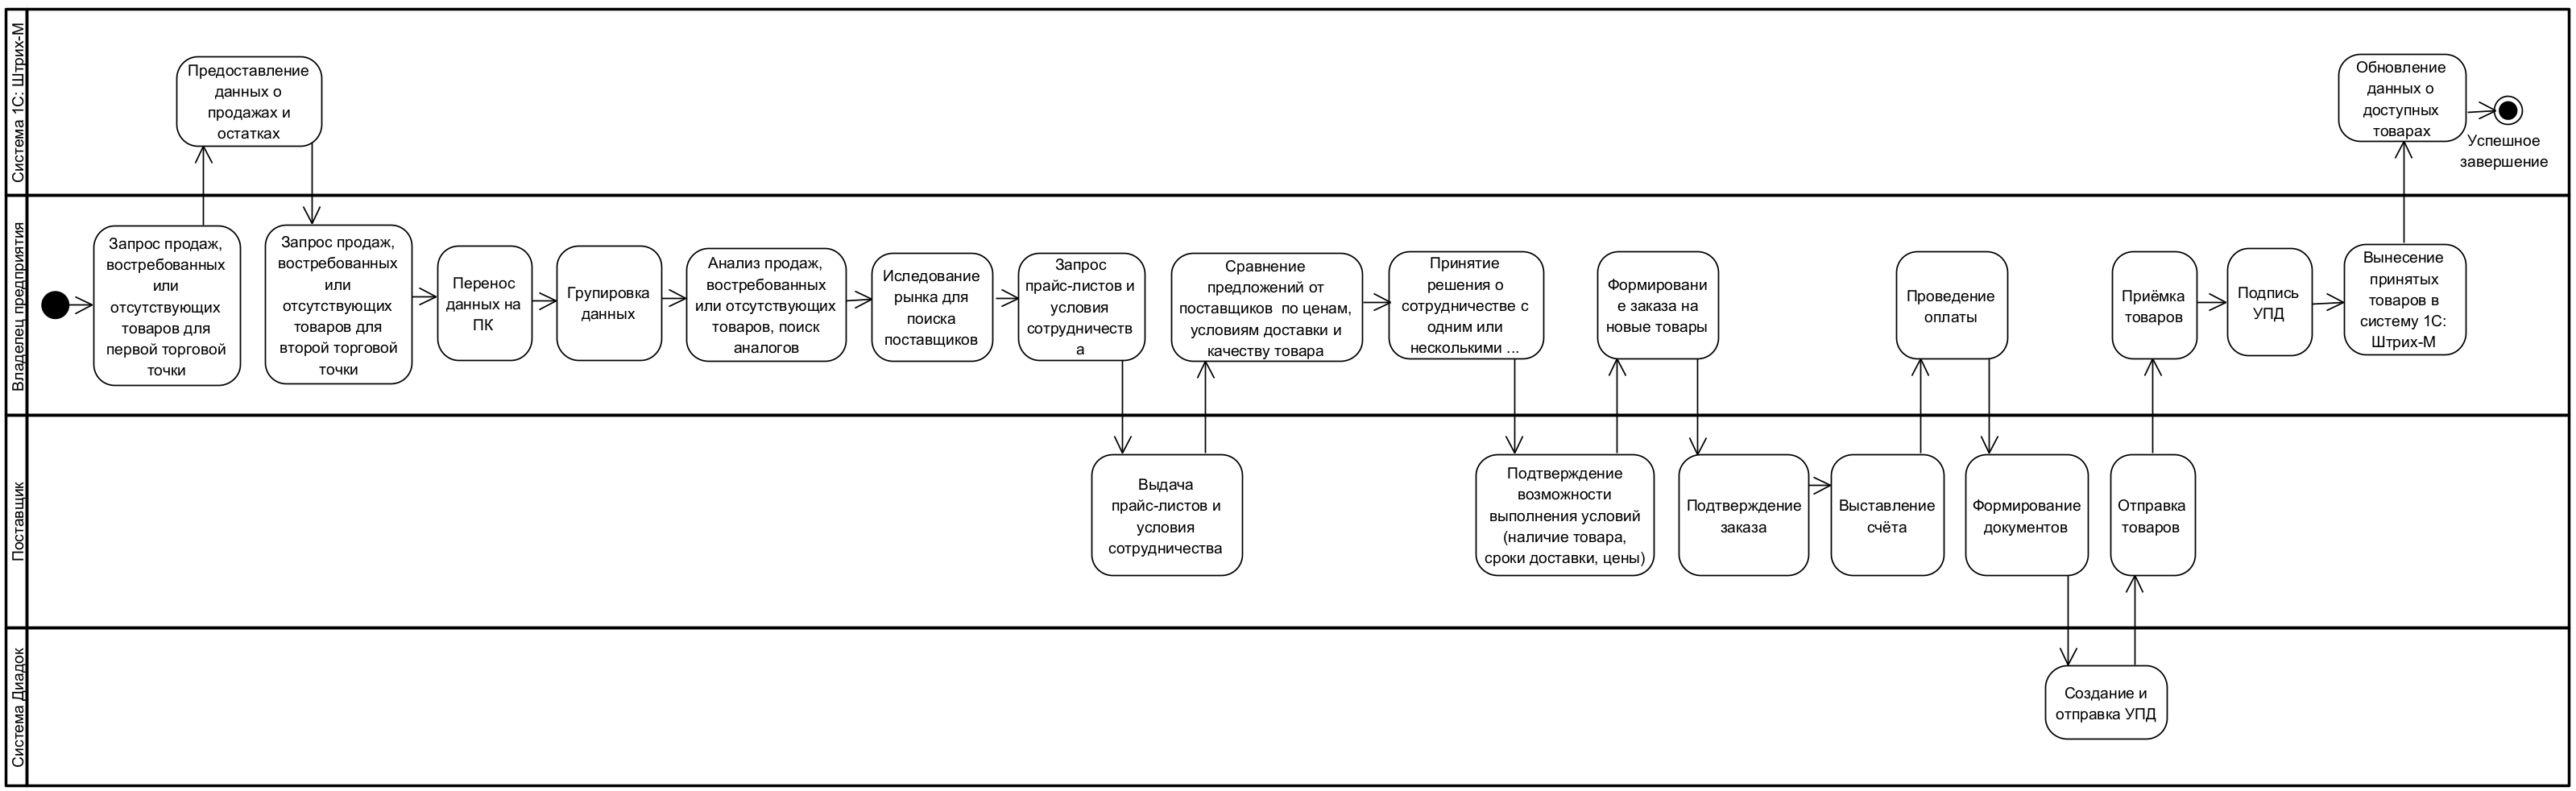 Система 1С: Штрих-М
Предоставление
данных о
продажах и
остатках
Обновление
данных о
доступных
товарах
Успешное
завершение
Владелец предприятия
Запрос продаж,
востребованных
или
отсутствующих
товаров для
первой торговой
точки
Запрос продаж,
востребованных
или
отсутствующих
товаров для
второй торговой
точки
Перенос
данных на
ПК
Групировка
данных
Анализ продаж,
востребованных
или отсутствующих
товаров, поиск
аналогов
Иследование
рынка для
поиска
поставщиков
Запрос
прайс-листов и
условия
сотрудничеств
а
Сравнение
предложений от
поставщиков  по ценам,
условиям доставки и
качеству товара
Принятие
решения о
сотрудничестве с
одним или
несколькими ...
Формировани
е заказа на
новые товары
Проведение
оплаты
Приёмка
товаров
Подпись
УПД
Вынесение
принятых
товаров в
систему 1С:
Штрих-М
Поставщик
Выдача
прайс-листов и
условия
сотрудничества
Подтверждение
возможности
выполнения условий
(наличие товара,
сроки доставки, цены)
Подтверждение
заказа
Выставление
счёта
Формирование
документов
Отправка
товаров
Система Диадок
Создание и
отправка УПД